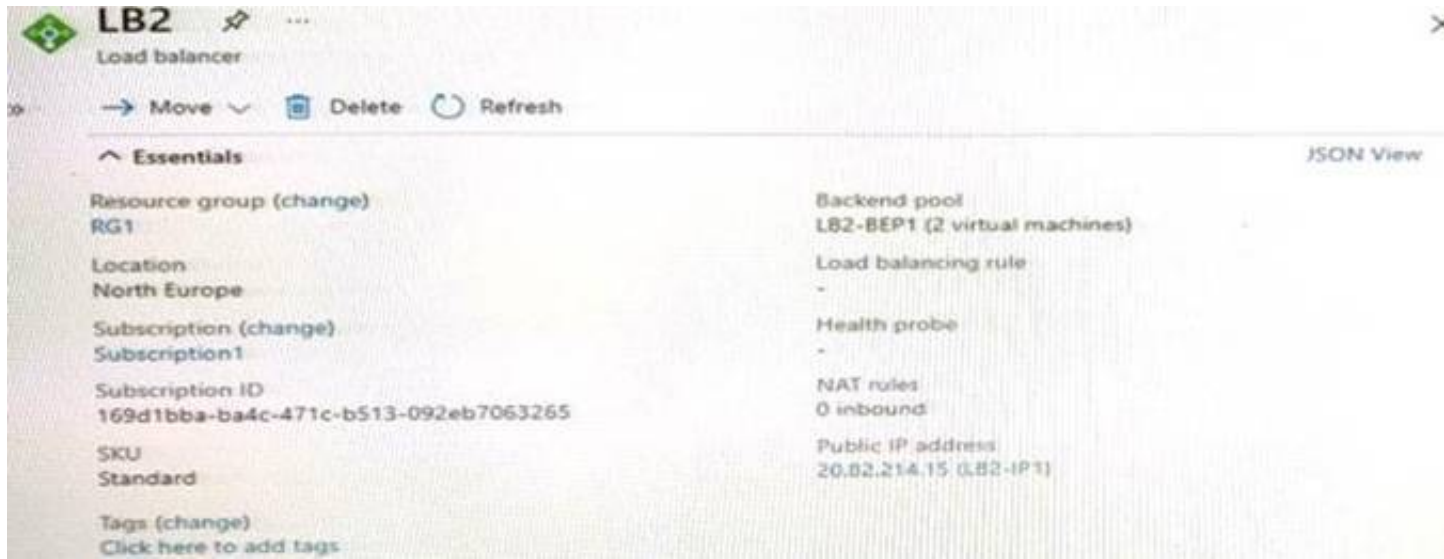 LB2
Load balancer
Move
Delete
Refresh
Essentials
JSON View
Resource group (change)
RG1
Location
North Europe
Subscription (change)
Subscription1
Subscription ID
169d1bba-ba4c-471c-b513-092eb7063265
SKU
Standard
Tags (change)
Click here to add tags
Backend pool
LB2-BEP1 (2 virtual machines)
Load balancing rule
-
Health probe
-
NAT rules
0 inbound
Public IP address
20.82.214.15 (LB2-IP1)